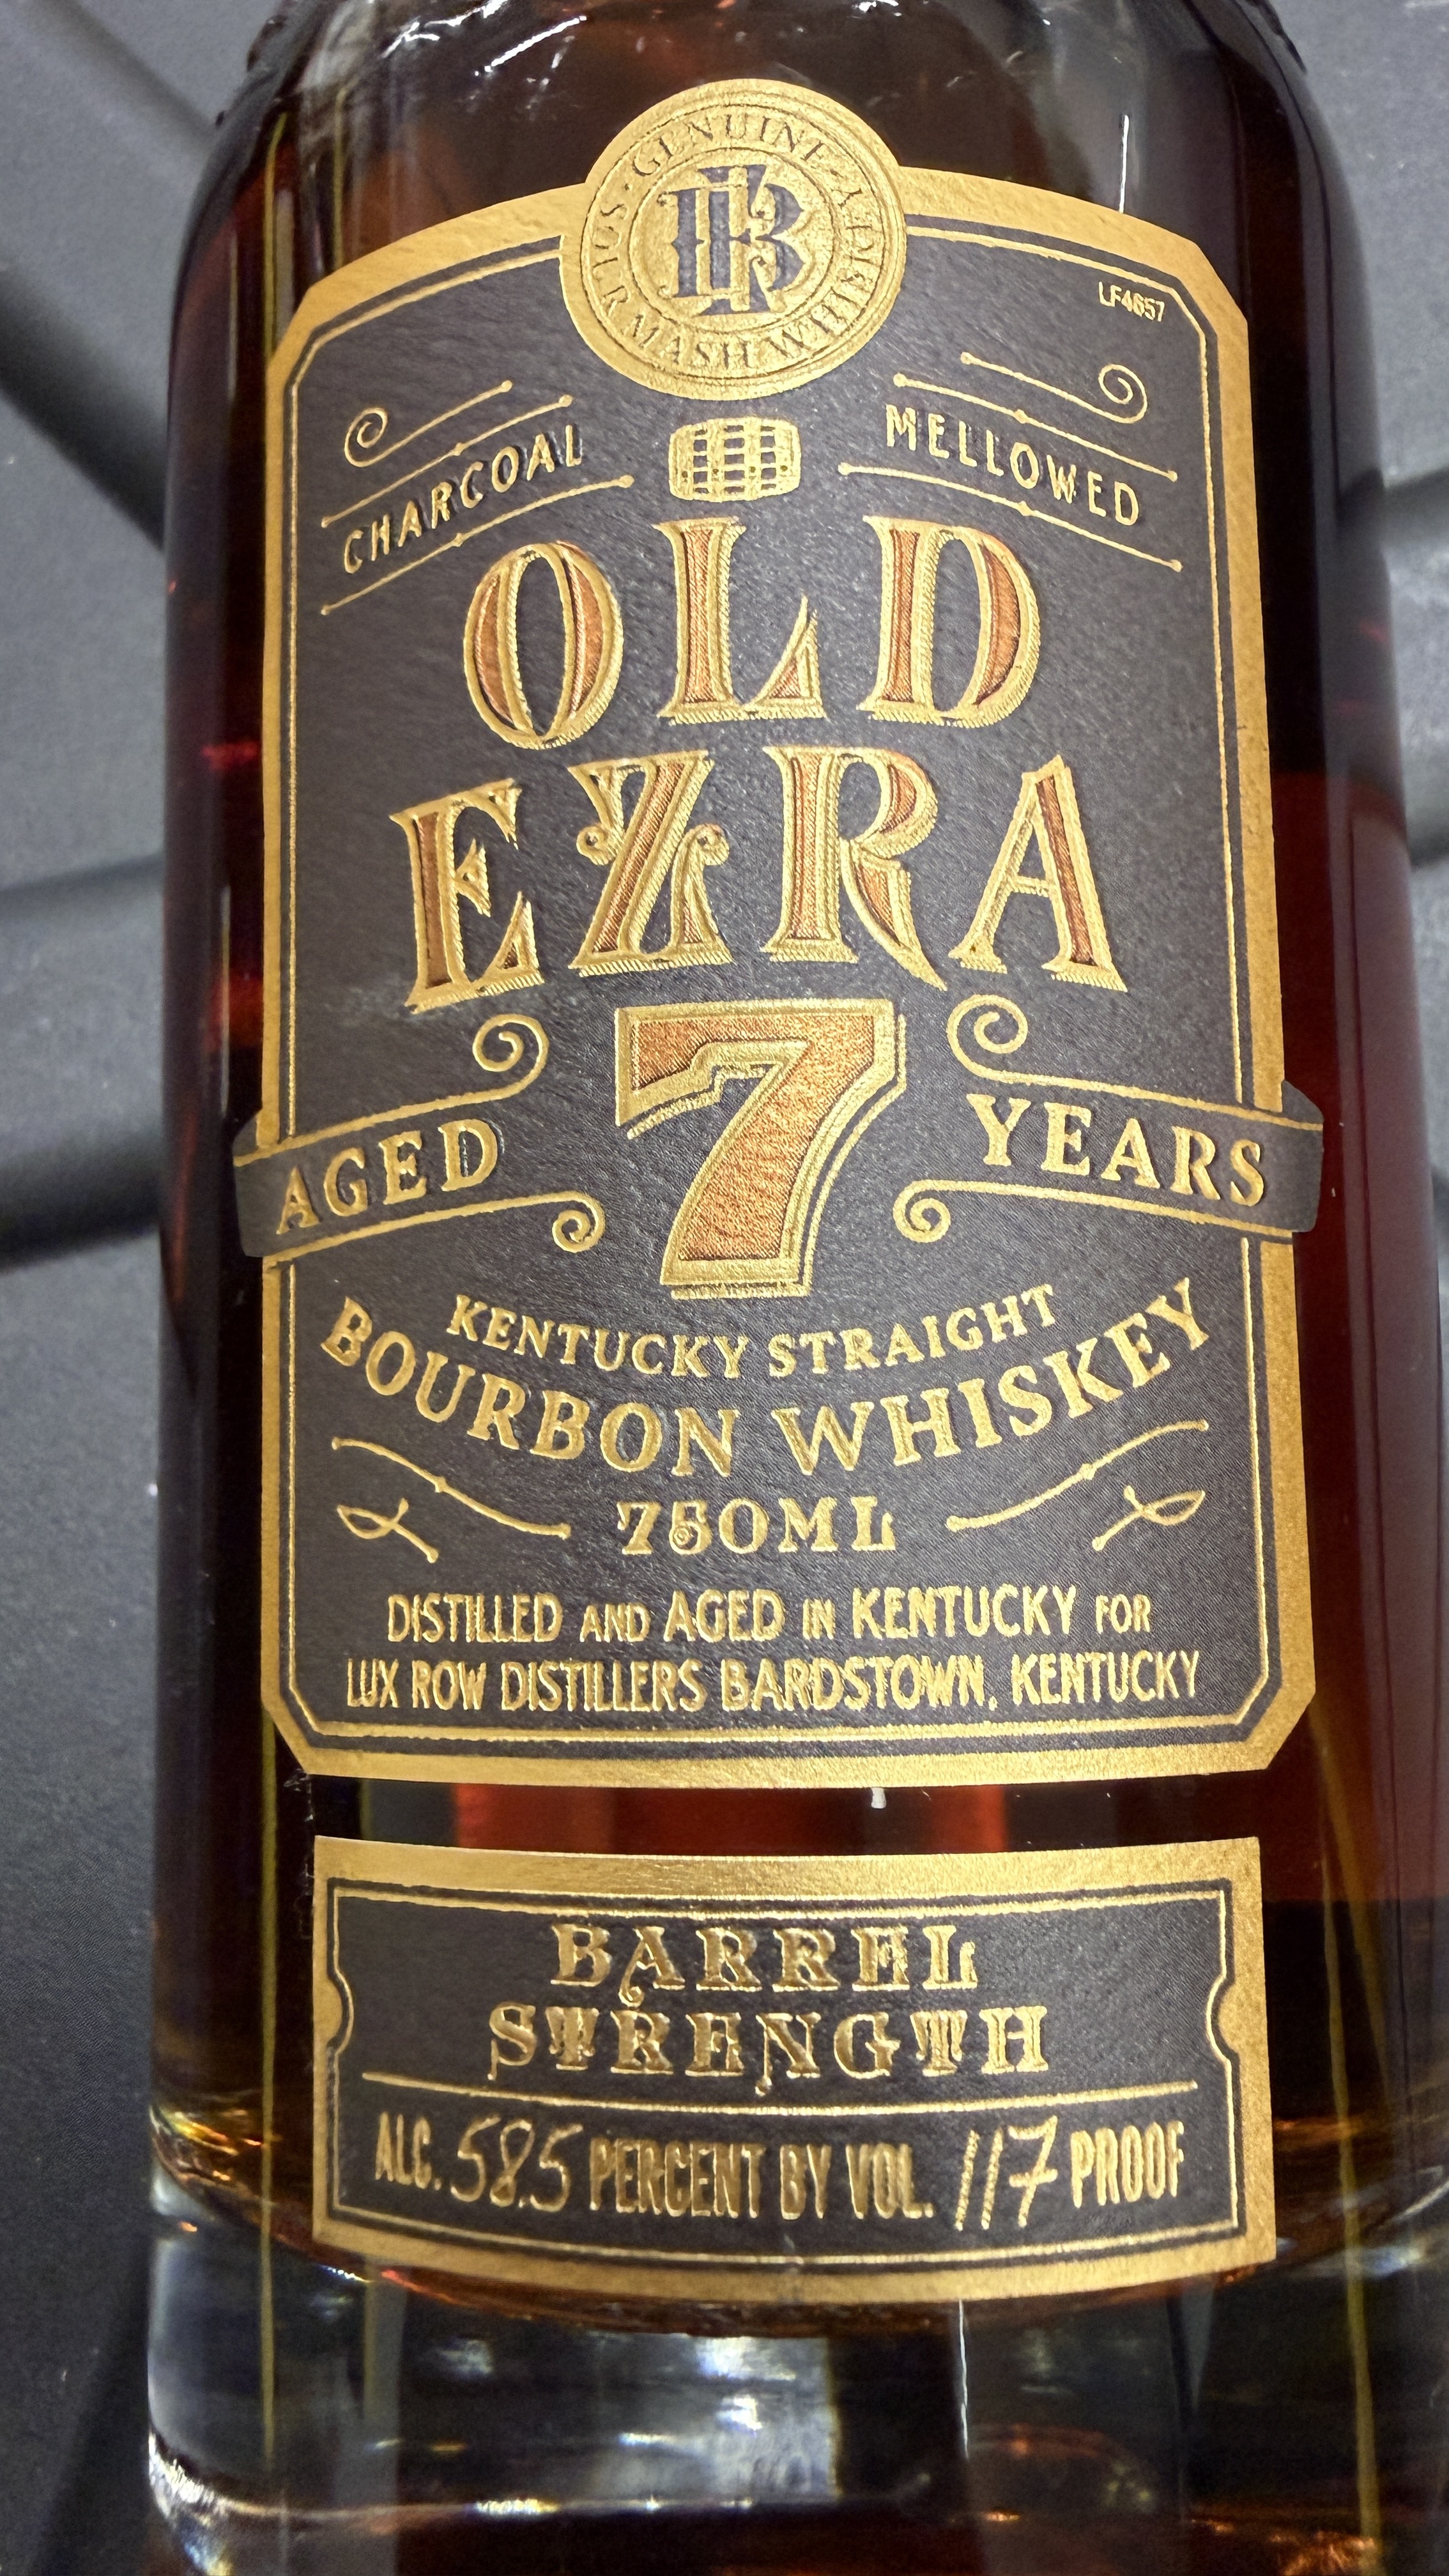 GENUINE · XEDRIH
SOUR MASH WHISKEY
EB
LF4657
CHARCOAL MELLOWED
OLD
EZRA
AGED 7 YEARS
KENTUCKY STRAIGHT
BOURBON WHISKEY
750ML
DISTILLED AND AGED IN KENTUCKY FOR
LUX ROW DISTILLERS BARDSTOWN, KENTUCKY
BARREL
STRENGTH
ALC. 58.5 PERCENT BY VOL. 117 PROOF